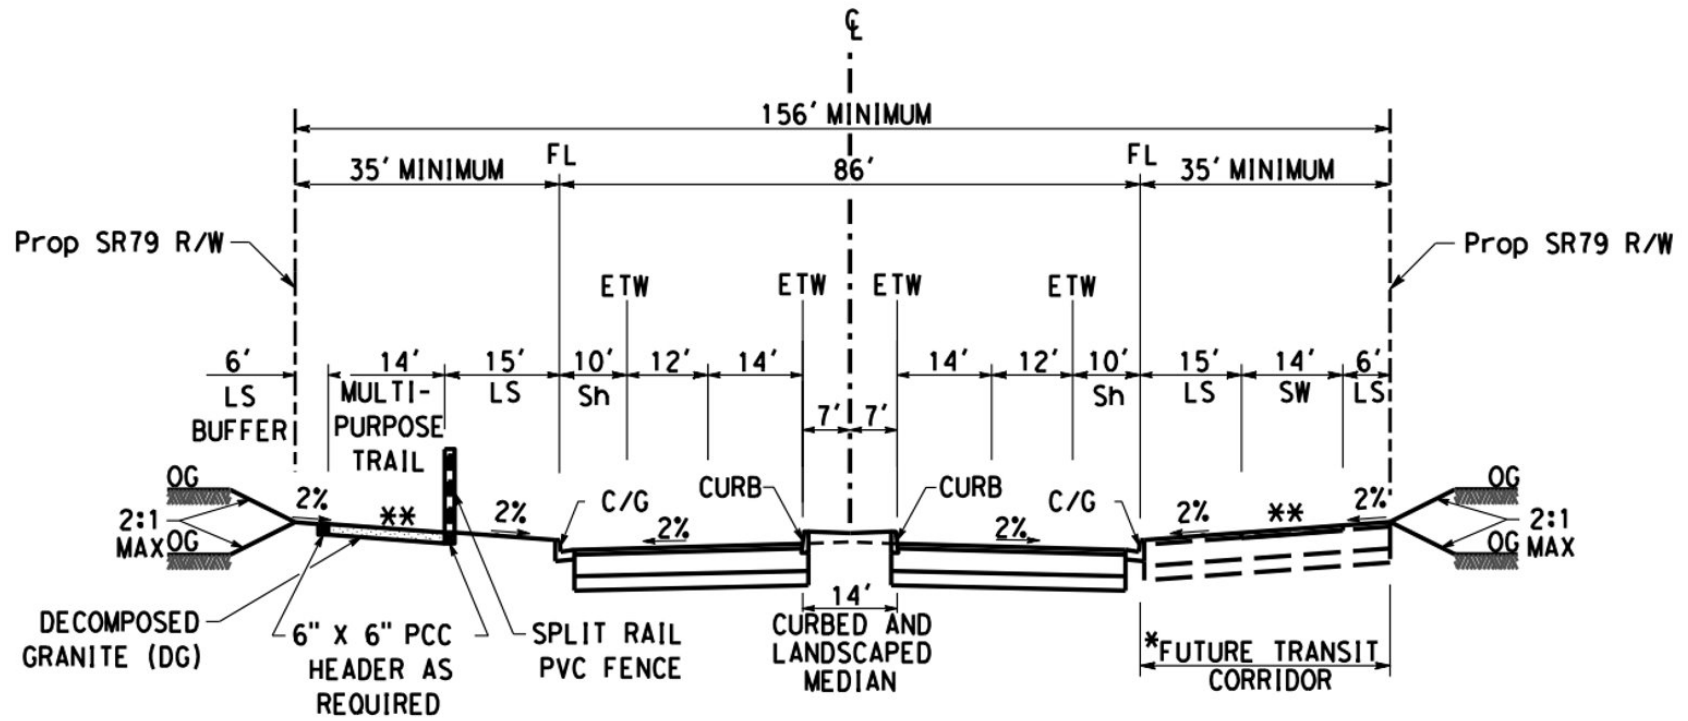 ℄
156' MINIMUM
35' MINIMUM
FL
86'
FL
35' MINIMUM
Prop SR79 R/W
Prop SR79 R/W
ETW
ETW
ETW
ETW
6'
LS
BUFFER
14'
MULTI-
PURPOSE
TRAIL
15'
LS
10'
Sh
12'
14'
7'
7'
14'
12'
10'
Sh
15'
LS
14'
SW
6'
LS
OG
2:1
MAX
OG
2%
**
2%
C/G
CURB
2%
CURB
2%
C/G
2%
**
2%
OG
2:1
MAX
OG
DECOMPOSED
GRANITE (DG)
6" X 6" PCC
HEADER AS
REQUIRED
SPLIT RAIL
PVC FENCE
14'
CURBED AND
LANDSCAPED
MEDIAN
*FUTURE TRANSIT
CORRIDOR